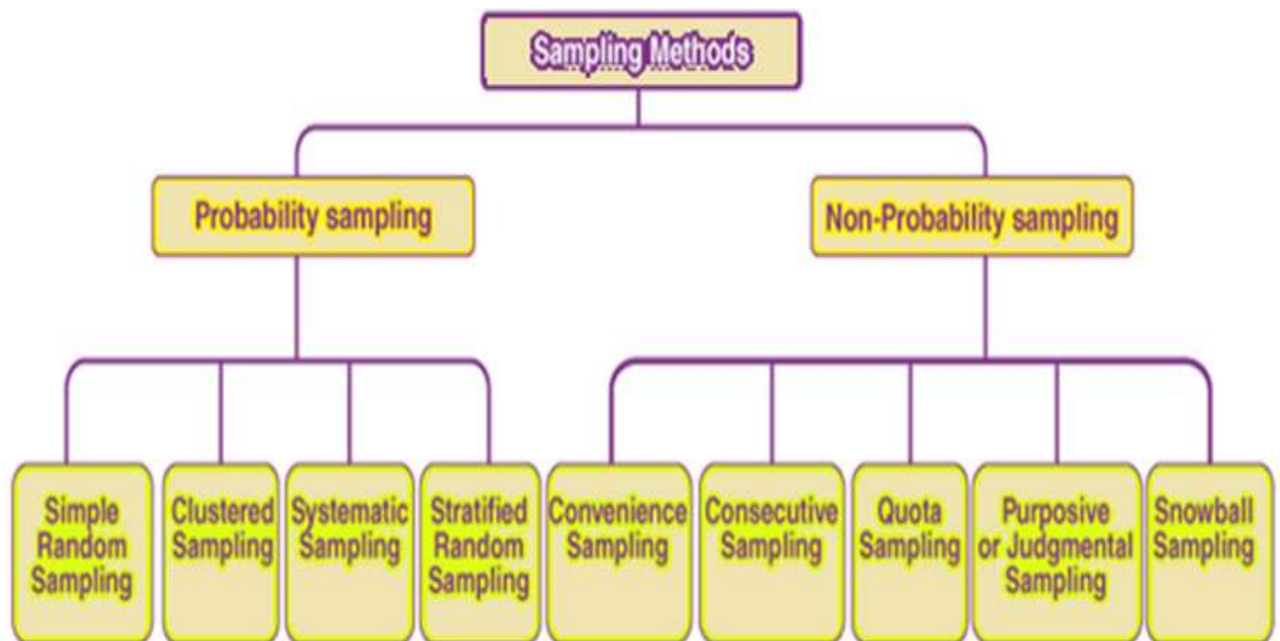 Sampling Methods
Probability sampling
Non-Probability sampling
Simple
Random
Sampling
Clustered
Sampling
Systematic
Sampling
Stratified
Random
Sampling
Convenience
Sampling
Consecutive
Sampling
Quota
Sampling
Purposive
or Judgmental
Sampling
Snowball
Sampling